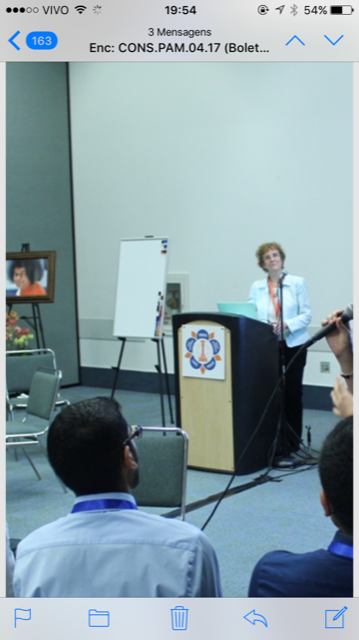 VIVO 19:54 54%
163
3 Mensagens
Enc: CONS.PAM.04.17 (Bolet...